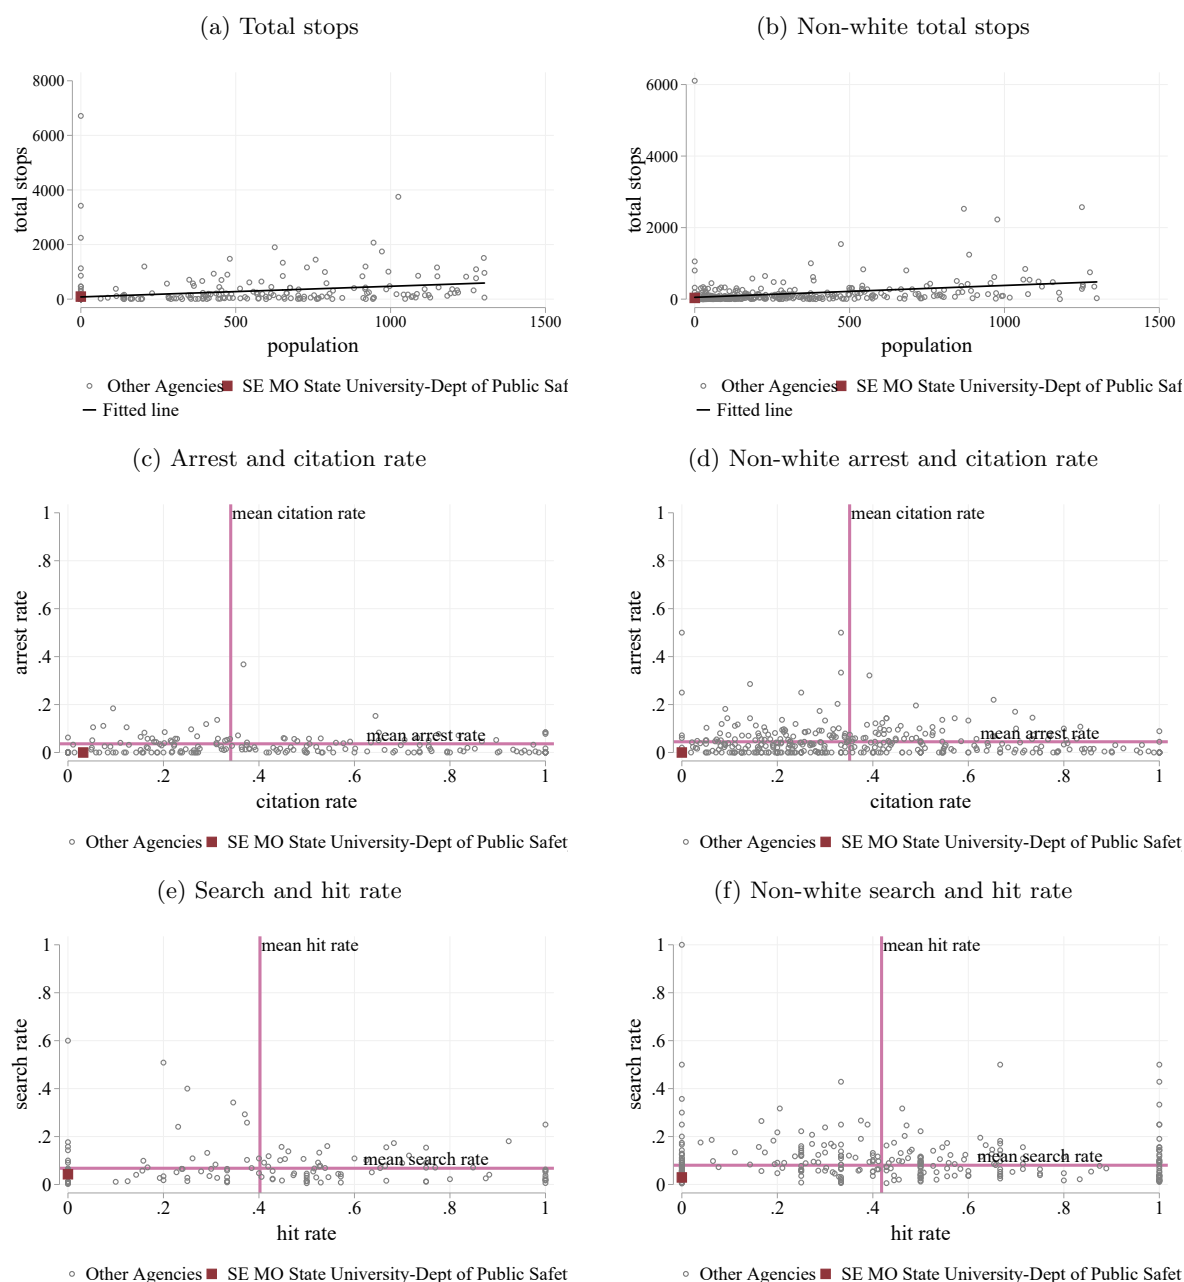 (a) Total stops
(b) Non-white total stops
total stops
8000
6000
4000
2000
0
0 500 1000 1500
population
Other Agencies SE MO State University-Dept of Public Saf
Fitted line
total stops
6000
4000
2000
0
0 500 1000 1500
population
Other Agencies SE MO State University-Dept of Public Saf
Fitted line
(c) Arrest and citation rate
(d) Non-white arrest and citation rate
mean citation rate
arrest rate
1
.8
.6
.4
.2
0
mean arrest rate
0 .2 .4 .6 .8 1
citation rate
Other Agencies SE MO State University-Dept of Public Safet
mean citation rate
arrest rate
1
.8
.6
.4
.2
0
mean arrest rate
0 .2 .4 .6 .8 1
citation rate
Other Agencies SE MO State University-Dept of Public Safet
(e) Search and hit rate
(f) Non-white search and hit rate
mean hit rate
search rate
1
.8
.6
.4
.2
0
mean search rate
0 .2 .4 .6 .8 1
hit rate
Other Agencies SE MO State University-Dept of Public Safet
mean hit rate
search rate
1
.8
.6
.4
.2
0
mean search rate
0 .2 .4 .6 .8 1
hit rate
Other Agencies SE MO State University-Dept of Public Safet